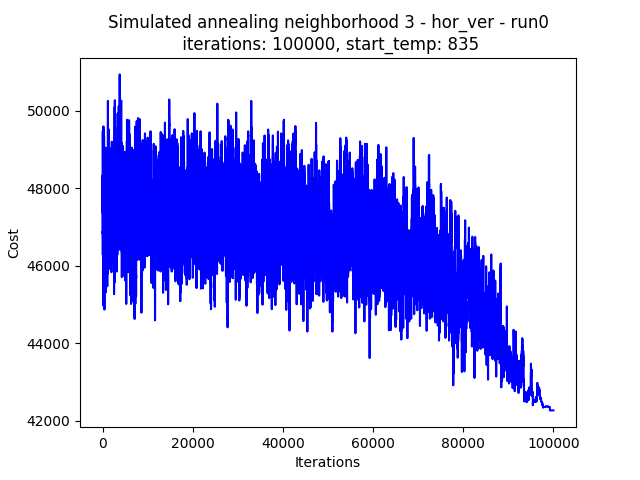 Simulated annealing neighborhood 3 - hor_ver - run0
iterations: 100000, start_temp: 835
50000
48000
46000
44000
42000
Cost
0 20000 40000 60000 80000 100000
Iterations